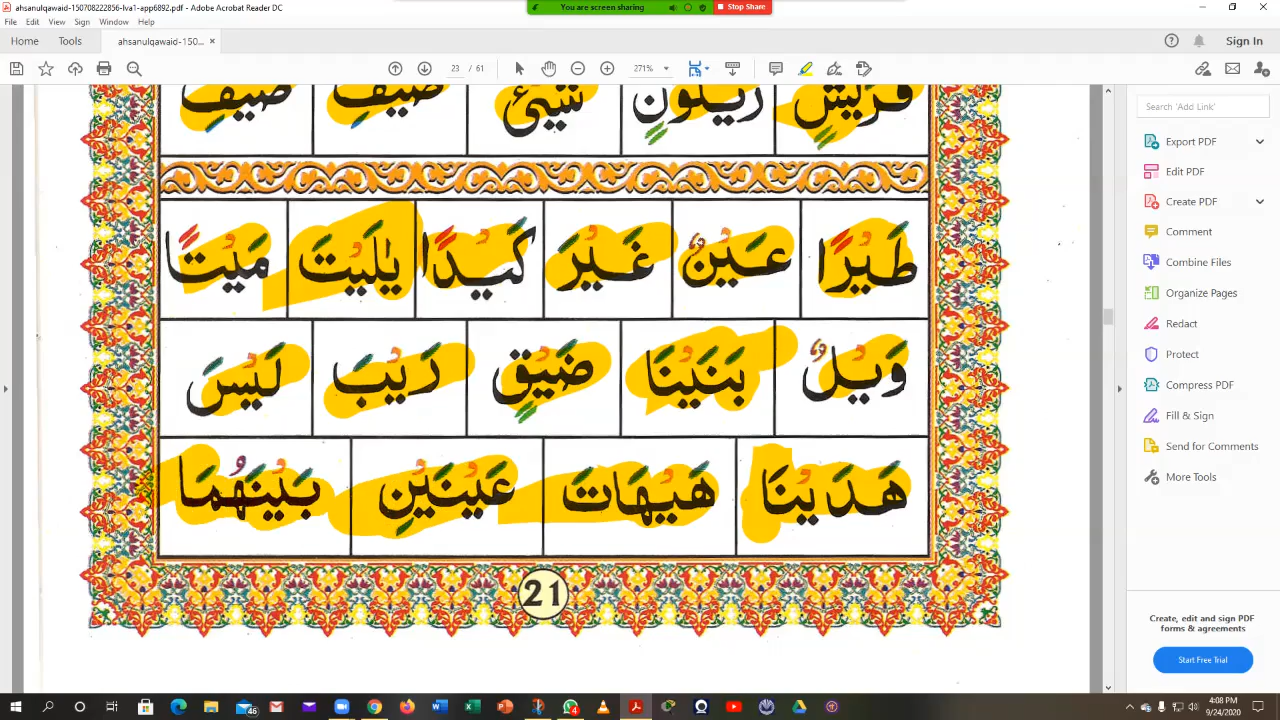 ahsanulqawaid-150708222856-lva1-app6892.pdf - Adobe Acrobat Reader DC
You are screen sharing Stop Share
File Edit View Sign Window Help
Home Tools ahsanulqawaid-150... × Sign In
23 / 61 271%
قُرَيْشٍ زَيْتُونٍ شَيْئٍ صَيْفِ ضَيْفِ
طَيْرًا عَيْنٌ غَيْرَ كَيْدًا يٰلَيْتَ مَيْتًا
وَيْلٌ بَنَيْنَا ضَيْقٍ رَيْبَ لَيْسَ
هَدَيْنَا هَيْهَاتَ عَيْنَيْنِ بَيْنَهُمَا
21
Search 'Add Link'
Export PDF
Edit PDF
Create PDF
Comment
Combine Files
Organize Pages
Redact
Protect
Compress PDF
Fill & Sign
Send for Comments
More Tools
Create, edit and sign PDF
forms & agreements
Start Free Trial
46
4
4:08 PM
9/24/2020